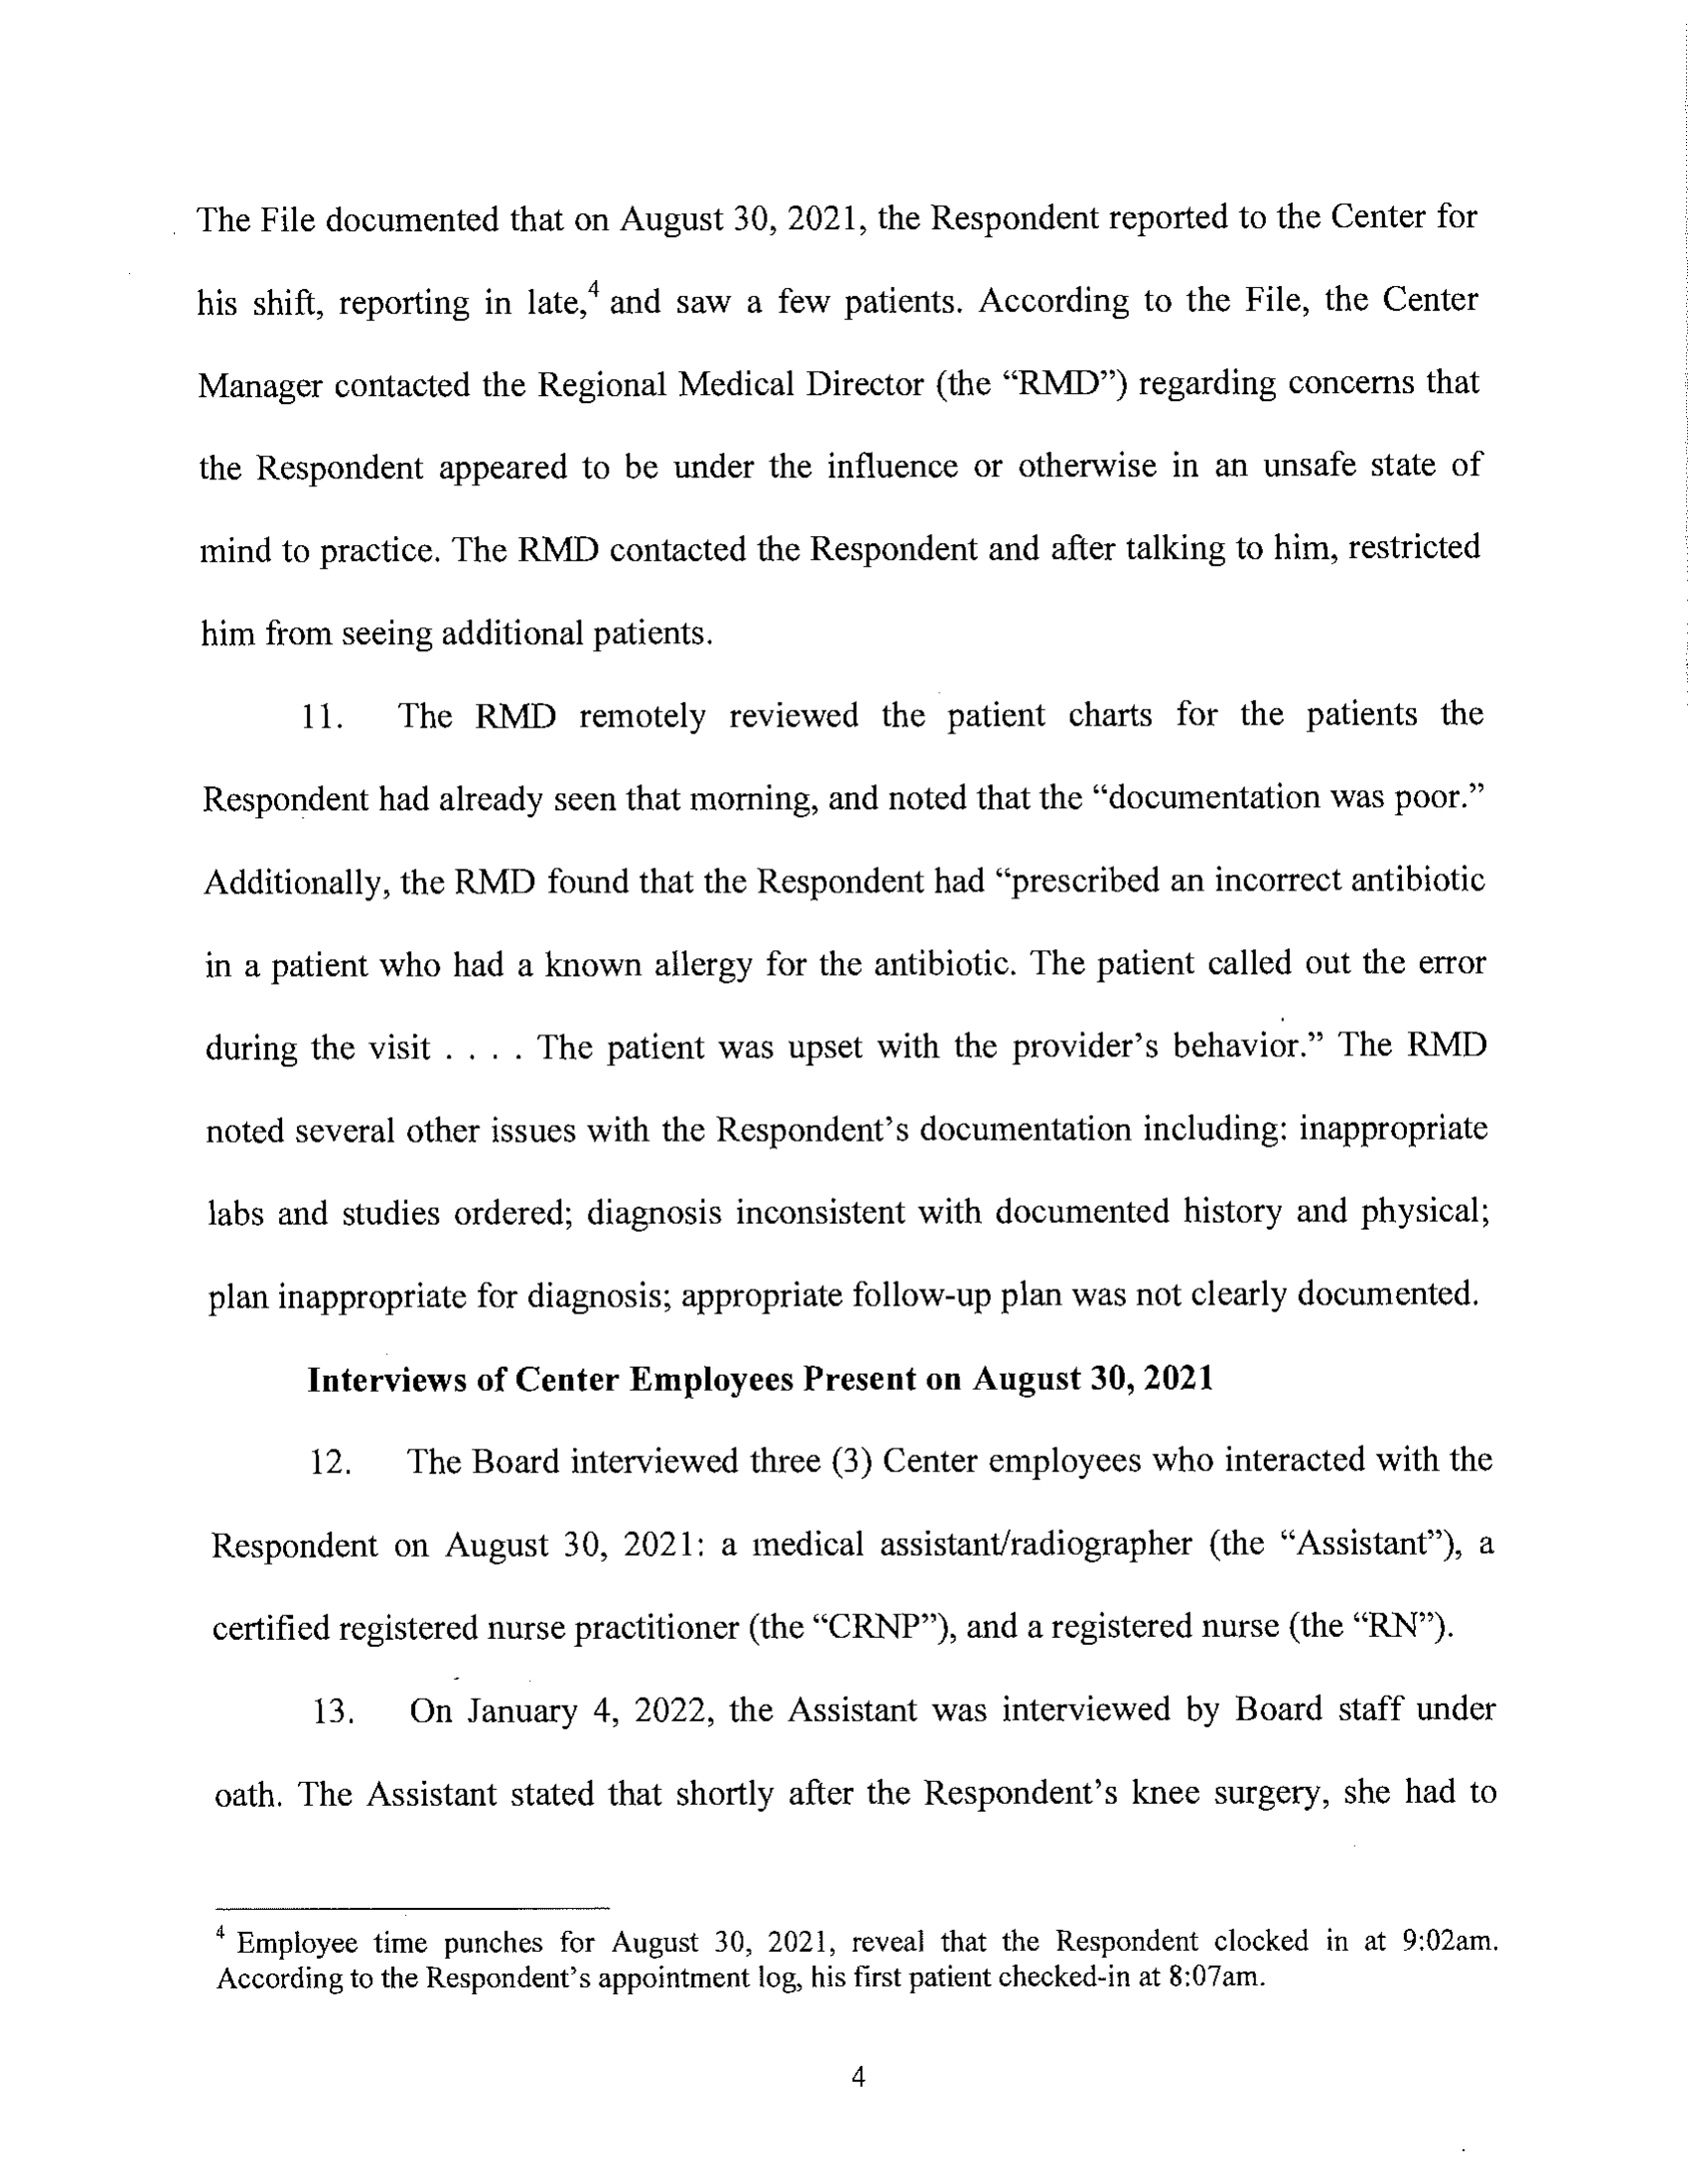 The File documented that on August 30, 2021, the Respondent reported to the Center for
his shift, reporting in late,4 and saw a few patients. According to the File, the Center
Manager contacted the Regional Medical Director (the “RMD”) regarding concerns that
the Respondent appeared to be under the influence or otherwise in an unsafe state of
mind to practice. The RMD contacted the Respondent and after talking to him, restricted
him from seeing additional patients.
11. The RMD remotely reviewed the patient charts for the patients the
Respondent had already seen that morning, and noted that the “documentation was poor.”
Additionally, the RMD found that the Respondent had “prescribed an incorrect antibiotic
in a patient who had a known allergy for the antibiotic. The patient called out the error
during the visit . . . . The patient was upset with the provider’s behavior.” The RMD
noted several other issues with the Respondent’s documentation including: inappropriate
labs and studies ordered; diagnosis inconsistent with documented history and physical;
plan inappropriate for diagnosis; appropriate follow-up plan was not clearly documented.
Interviews of Center Employees Present on August 30, 2021
12. The Board interviewed three (3) Center employees who interacted with the
Respondent on August 30, 2021: a medical assistant/radiographer (the “Assistant”), a
certified registered nurse practitioner (the “CRNP”), and a registered nurse (the “RN”).
13. On January 4, 2022, the Assistant was interviewed by Board staff under
oath. The Assistant stated that shortly after the Respondent’s knee surgery, she had to
4 Employee time punches for August 30, 2021, reveal that the Respondent clocked in at 9:02am.
According to the Respondent’s appointment log, his first patient checked-in at 8:07am.
4